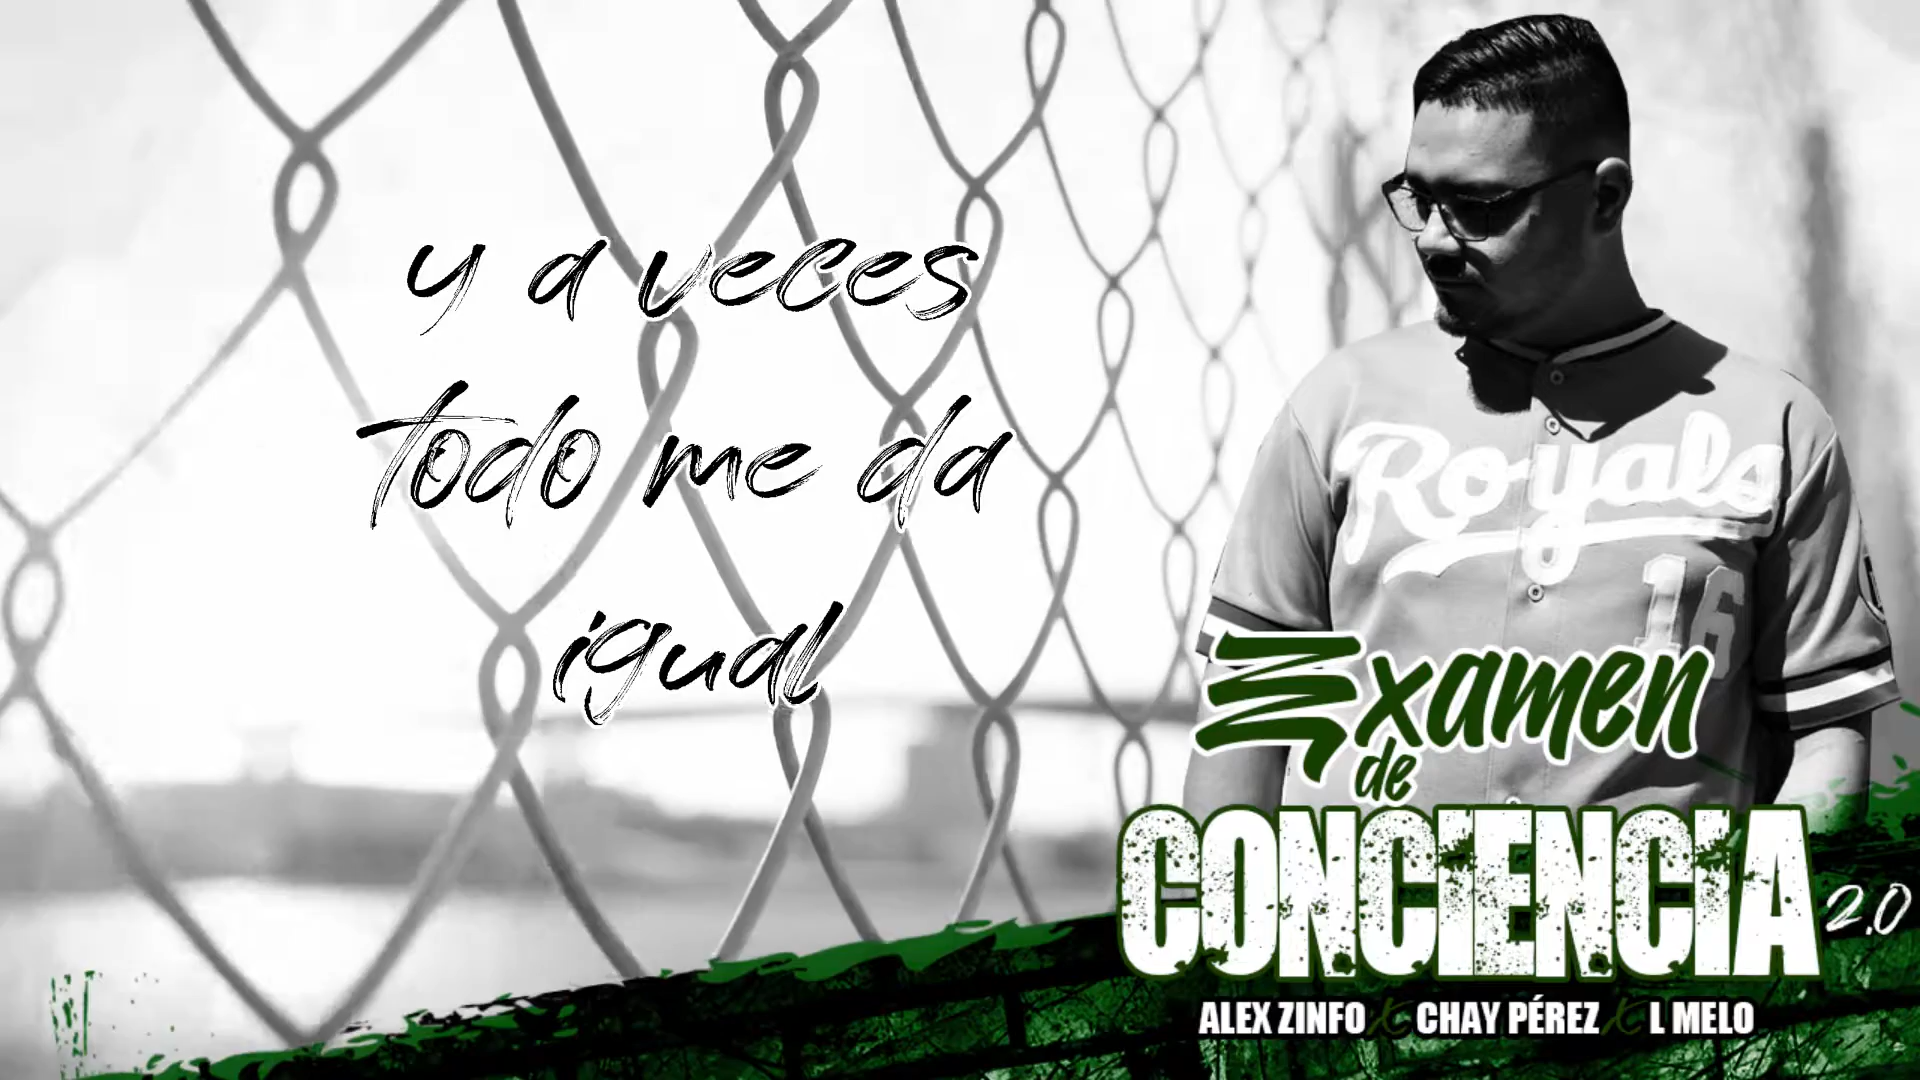 y a veces
todo me da
igual
Royals
16
Examen
de
CONCIENCIA
2.0
ALEX ZINFO X CHAY PÉREZ X L MELO